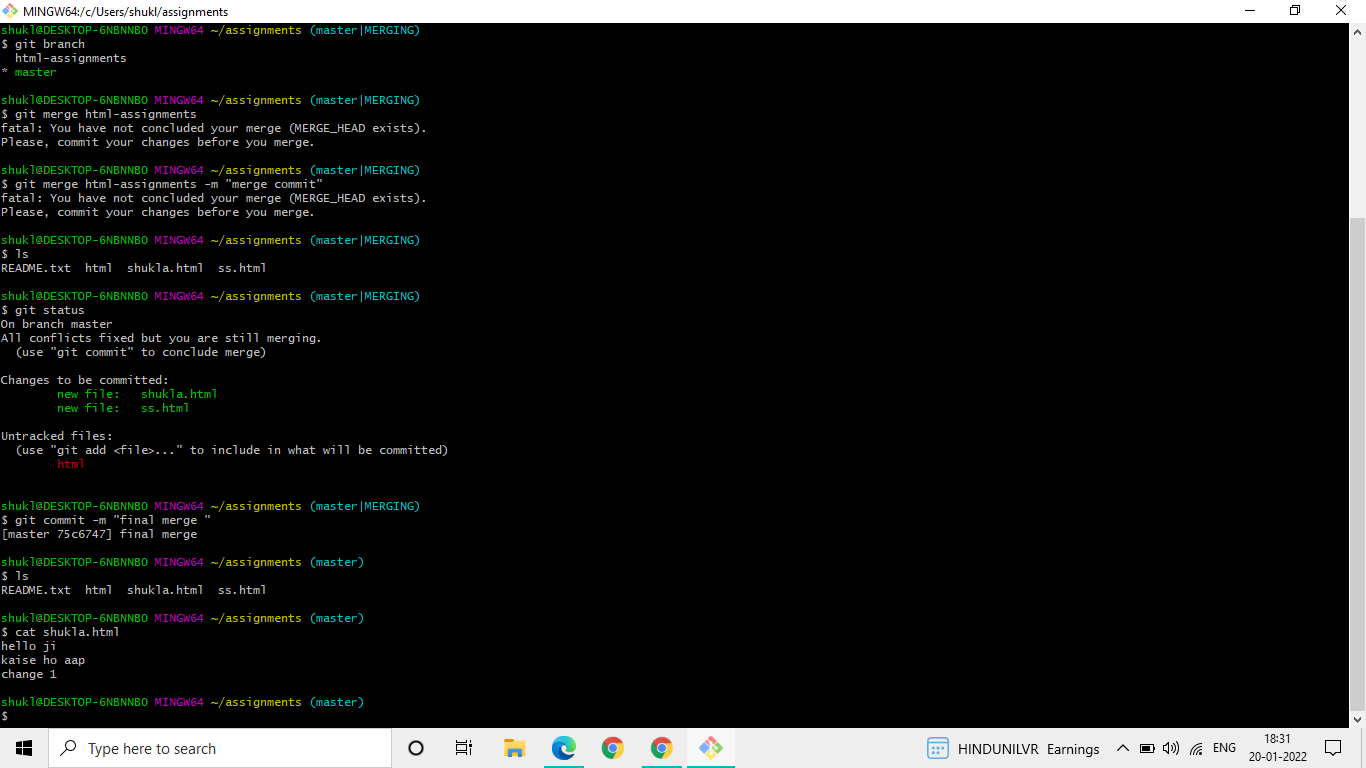 MINGW64:/c/Users/shukl/assignments
shukl@DESKTOP-6NBNNBO MINGW64 ~/assignments (master|MERGING)
$ git branch
  html-assignments
* master
shukl@DESKTOP-6NBNNBO MINGW64 ~/assignments (master|MERGING)
$ git merge html-assignments
fatal: You have not concluded your merge (MERGE_HEAD exists).
Please, commit your changes before you merge.
shukl@DESKTOP-6NBNNBO MINGW64 ~/assignments (master|MERGING)
$ git merge html-assignments -m "merge commit"
fatal: You have not concluded your merge (MERGE_HEAD exists).
Please, commit your changes before you merge.
shukl@DESKTOP-6NBNNBO MINGW64 ~/assignments (master|MERGING)
$ ls
README.txt  html  shukla.html  ss.html
shukl@DESKTOP-6NBNNBO MINGW64 ~/assignments (master|MERGING)
$ git status
On branch master
All conflicts fixed but you are still merging.
  (use "git commit" to conclude merge)
Changes to be committed:
        new file:   shukla.html
        new file:   ss.html
Untracked files:
  (use "git add <file>..." to include in what will be committed)
        html
shukl@DESKTOP-6NBNNBO MINGW64 ~/assignments (master|MERGING)
$ git commit -m "final merge "
[master 75c6747] final merge
shukl@DESKTOP-6NBNNBO MINGW64 ~/assignments (master)
$ ls
README.txt  html  shukla.html  ss.html
shukl@DESKTOP-6NBNNBO MINGW64 ~/assignments (master)
$ cat shukla.html
hello ji
kaise ho aap
change 1
shukl@DESKTOP-6NBNNBO MINGW64 ~/assignments (master)
$
Type here to search
HINDUNILVR Earnings
ENG
18:31
20-01-2022